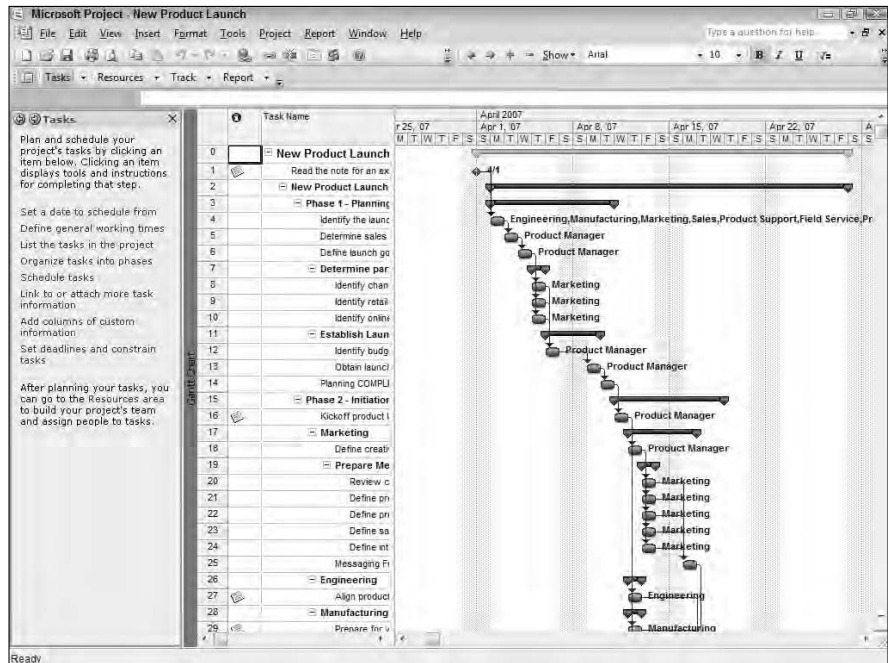 Microsoft Project - New Product Launch
File Edit View Insert Format Tools Project Report Window Help
Type a question for help
Show Arial 10 B I U
Tasks Resources Track Report
Tasks
Plan and schedule your
project's tasks by clicking an
item below. Clicking an item
displays tools and instructions
for completing that step.
Set a date to schedule from
Define general working times
List the tasks in the project
Organize tasks into phases
Schedule tasks
Link to or attach more task
information
Add columns of custom
information
Set deadlines and constrain
tasks
After planning your tasks, you
can go to the Resources area
to build your project's team
and assign people to tasks.
Gantt Chart
Task Name
April 2007
r 25, '07 Apr 1, '07 Apr 8, '07 Apr 15, '07 Apr 22, '07 A
M T W T F S S M T W T F S S M T W T F S S M T W T F S S M T W T F S S
0 New Product Launch
1 Read the note for an ex 4/1
2 New Product Launch
3 Phase 1 - Planning
4 Identify the launc Engineering,Manufacturing,Marketing,Sales,Product Support,Field Service,Pr
5 Determine sales Product Manager
6 Define launch go Product Manager
7 Determine par
8 Identify chan Marketing
9 Identify retail Marketing
10 Identify online Marketing
11 Establish Laun
12 Identify budg Product Manager
13 Obtain launcl Product Manager
14 Planning COMPLI
15 Phase 2 - Initiation
16 Kickoff product l Product Manager
17 Marketing
18 Define creativ Product Manager
19 Prepare Me
20 Review c Marketing
21 Define pri Marketing
22 Define pri Marketing
23 Define sa Marketing
24 Define int Marketing
25 Messaging Fi
26 Engineering
27 Align product Engineering
28 Manufacturing
29 Prepare for v Manufacturing
Ready